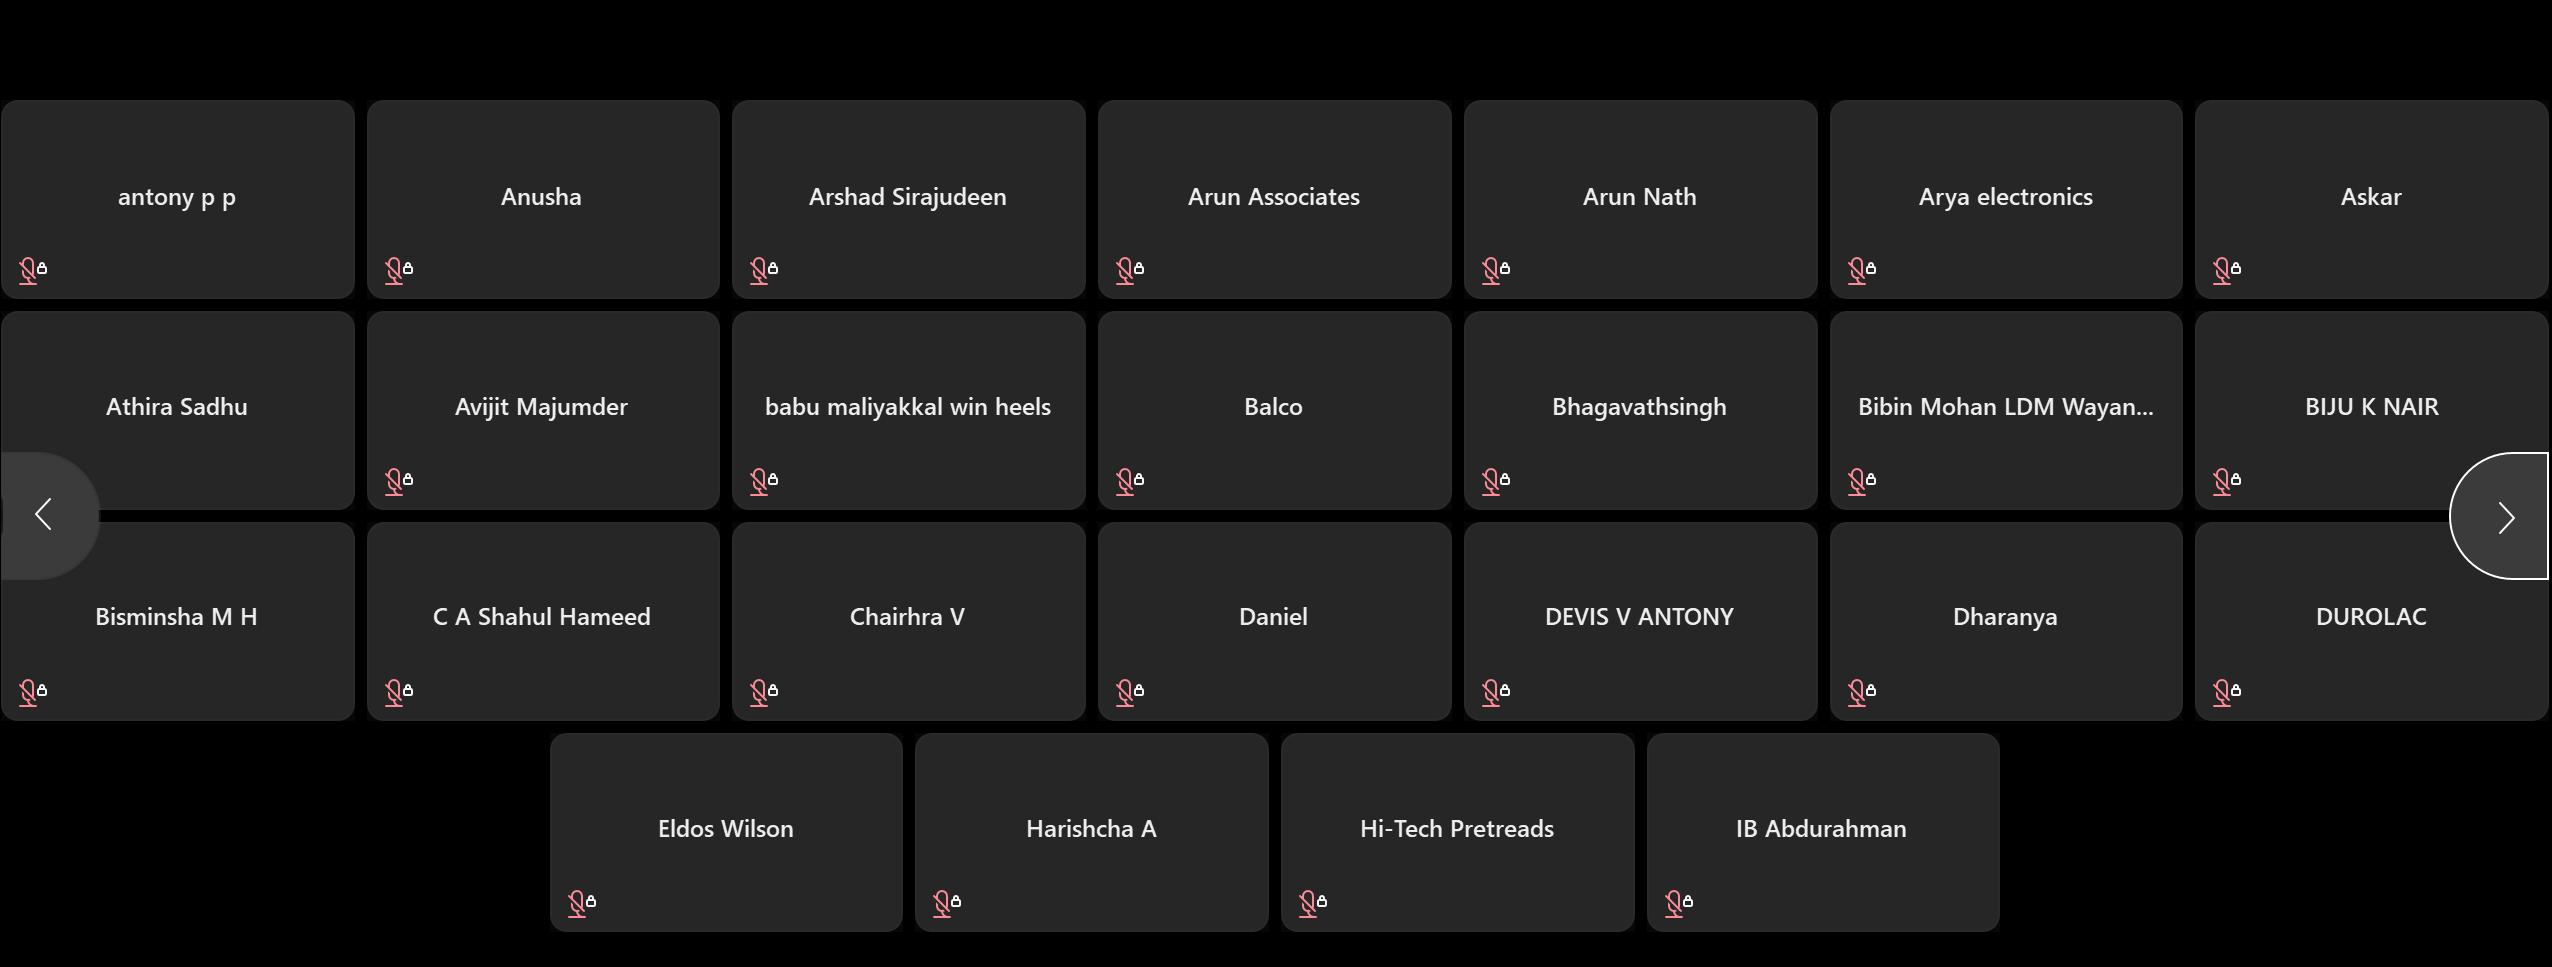 antony p p
Anusha
Arshad Sirajudeen
Arun Associates
Arun Nath
Arya electronics
Askar
Athira Sadhu
Avijit Majumder
babu maliyakkal win heels
Balco
Bhagavathsingh
Bibin Mohan LDM Wayan...
BIJU K NAIR
Bisminsha M H
C A Shahul Hameed
Chairhra V
Daniel
DEVIS V ANTONY
Dharanya
DUROLAC
Eldos Wilson
Harishcha A
Hi-Tech Pretreads
IB Abdurahman